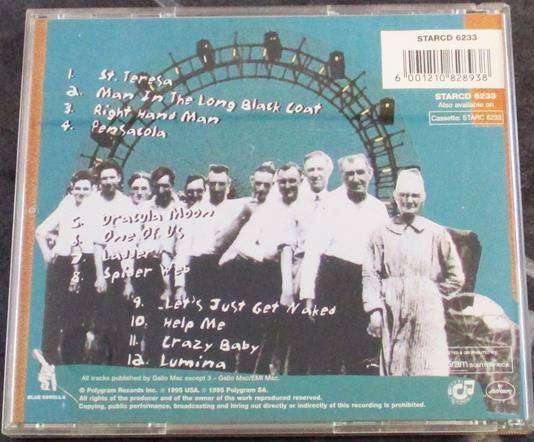 STARCD 6233
6 001210 828938
STARCD 6233
Also available on
Cassette: STARC 6233
1. St. Teresa
2. Man In The Long Black Coat
3. Right Hand Man
4. Pensacola
5. Dracula Moon
6. One Of Us
7. Ladder
8. Spider Web
9. Let's Just Get Naked
10. Help Me
11. Crazy Baby
12. Lumina
All tracks published by Gallo Mac except 3 - Gallo Mac/EMI Mac.
℗ Polygram Records Inc. © 1995 USA. © 1995 Polygram SA.
All rights of the producer and of the owner of the work reproduced reserved.
Copying, public performance, broadcasting and hiring out directly or indirectly of this recording is prohibited.
BLUE GORILLA